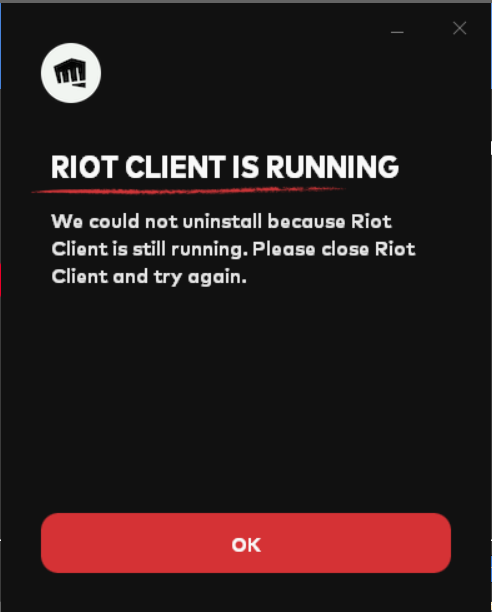 RIOT CLIENT IS RUNNING
We could not uninstall because Riot
Client is still running. Please close Riot
Client and try again.
OK